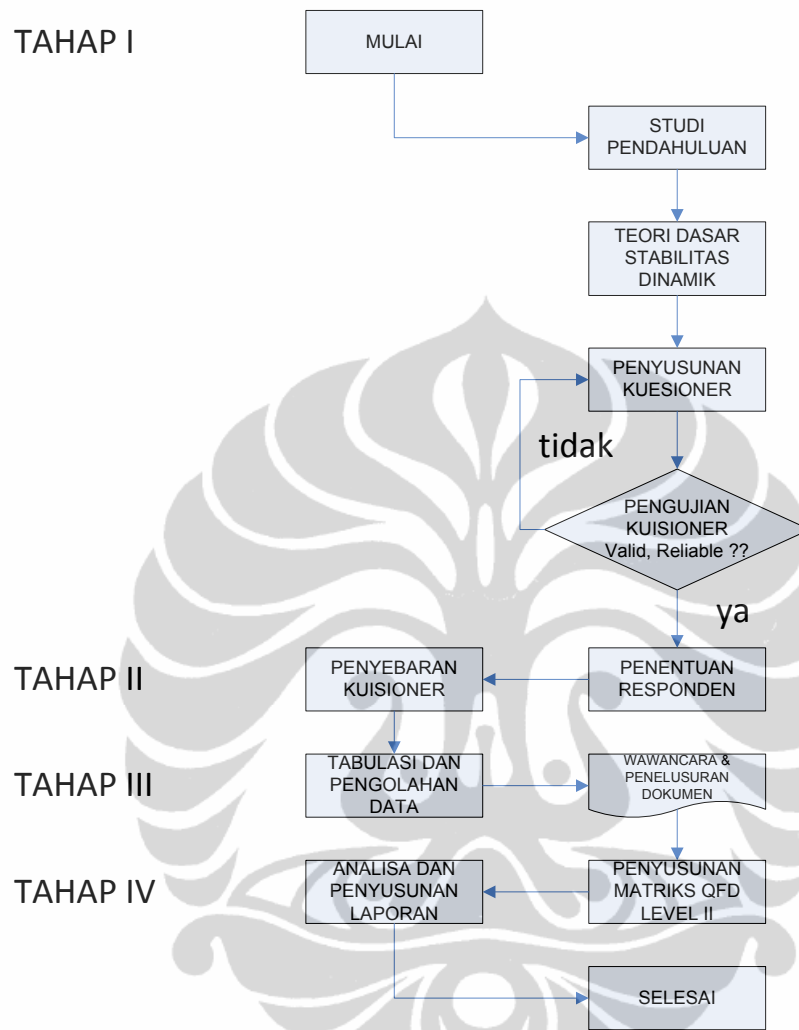 TAHAP I
MULAI
STUDI
PENDAHULUAN
TEORI DASAR
STABILITAS
DINAMIK
PENYUSUNAN
KUESIONER
tidak
PENGUJIAN
KUISIONER
Valid, Reliable ??
ya
TAHAP II
PENYEBARAN
KUISIONER
PENENTUAN
RESPONDEN
TAHAP III
TABULASI DAN
PENGOLAHAN
DATA
WAWANCARA &
PENELUSURAN
DOKUMEN
TAHAP IV
ANALISA DAN
PENYUSUNAN
LAPORAN
PENYUSUNAN
MATRIKS QFD
LEVEL II
SELESAI